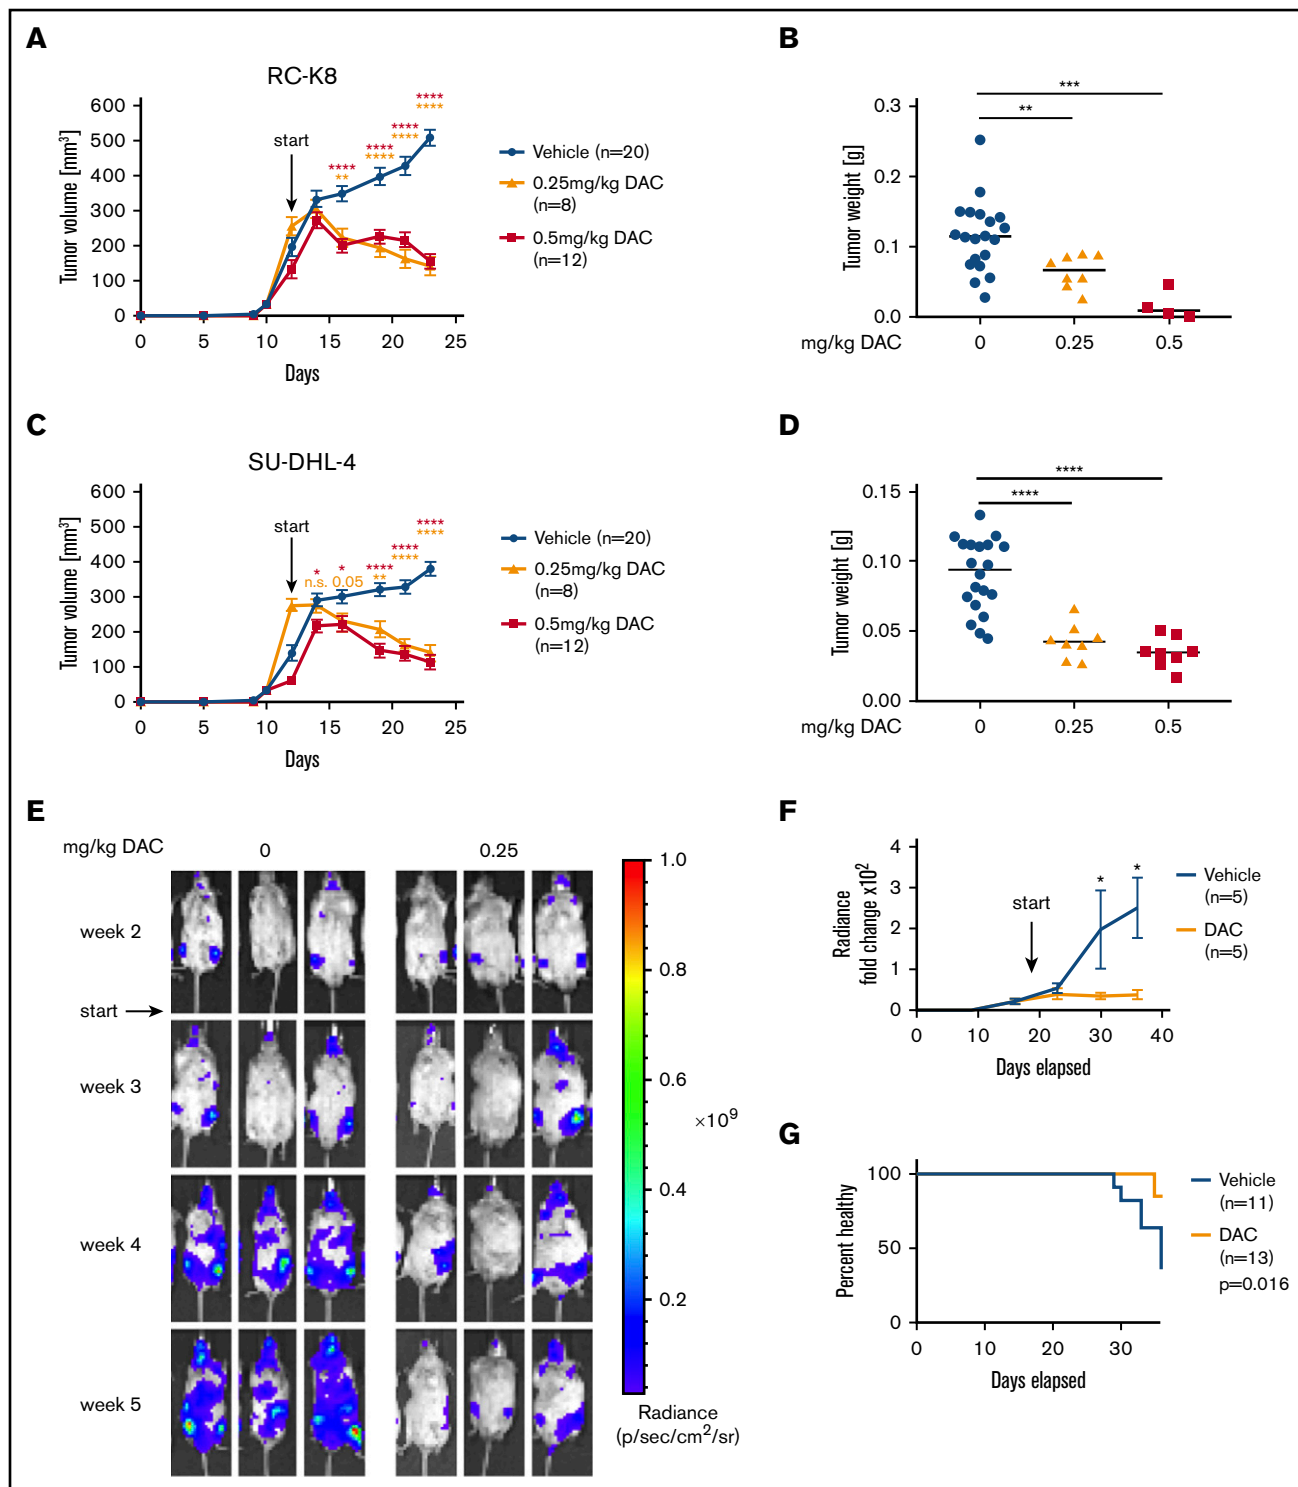 A
RC-K8
Tumor volume [mm³]
600
500
400
300
200
100
0
start
****
**
****
****
****
****
****
****
0
5
10
15
20
25
Days
Vehicle (n=20)
0.25mg/kg DAC
(n=8)
0.5mg/kg DAC
(n=12)
B
***
**
Tumor weight [g]
0.3
0.2
0.1
0.0
mg/kg DAC
0
0.25
0.5
C
SU-DHL-4
Tumor volume [mm³]
600
500
400
300
200
100
0
start
*
n.s.
*
0.05
****
**
****
****
****
****
0
5
10
15
20
25
Days
Vehicle (n=20)
0.25mg/kg DAC
(n=8)
0.5mg/kg DAC
(n=12)
D
****
****
Tumor weight [g]
0.15
0.10
0.05
0.00
mg/kg DAC
0
0.25
0.5
E
mg/kg DAC
0
0.25
week 2
start
week 3
week 4
week 5
1.0
0.8
0.6
×10⁹
0.4
0.2
Radiance
(p/sec/cm²/sr)
F
Radiance
fold change x10²
4
3
2
1
0
start
*
*
0
10
20
30
40
Days elapsed
Vehicle
(n=5)
DAC
(n=5)
G
Percent healthy
100
50
0
0
10
20
30
Days elapsed
Vehicle
(n=11)
DAC
(n=13)
p=0.016